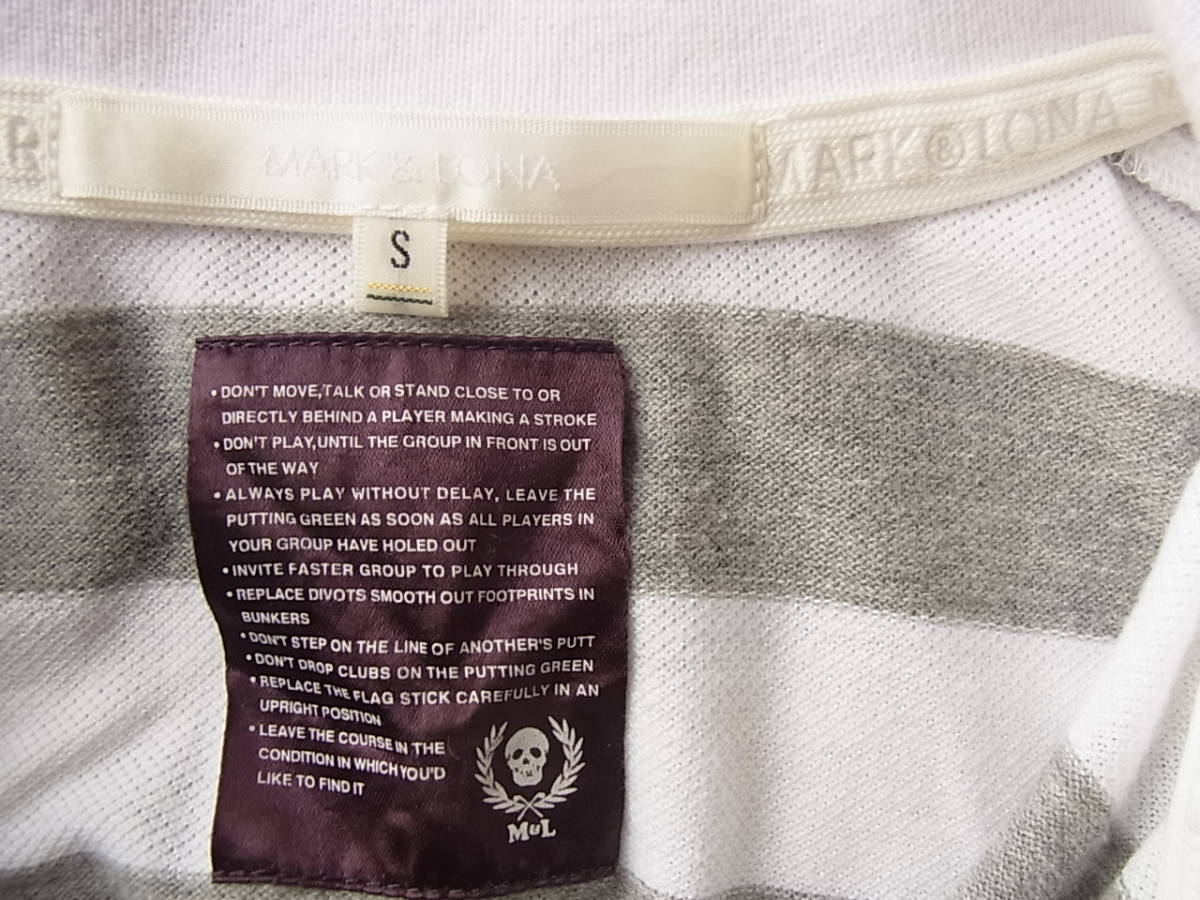 R
MARK & LONA
MARK & LONA
S
• DON'T MOVE,TALK OR STAND CLOSE TO OR
DIRECTLY BEHIND A PLAYER MAKING A STROKE
• DON'T PLAY,UNTIL THE GROUP IN FRONT IS OUT
OF THE WAY
• ALWAYS PLAY WITHOUT DELAY, LEAVE THE
PUTTING GREEN AS SOON AS ALL PLAYERS IN
YOUR GROUP HAVE HOLED OUT
• INVITE FASTER GROUP TO PLAY THROUGH
• REPLACE DIVOTS SMOOTH OUT FOOTPRINTS IN
BUNKERS
• DON'T STEP ON THE LINE OF ANOTHER'S PUTT
• DON'T DROP CLUBS ON THE PUTTING GREEN
• REPLACE THE FLAG STICK CAREFULLY IN AN
UPRIGHT POSITION
• LEAVE THE COURSE IN THE
CONDITION IN WHICH YOU'D
LIKE TO FIND IT
M&L